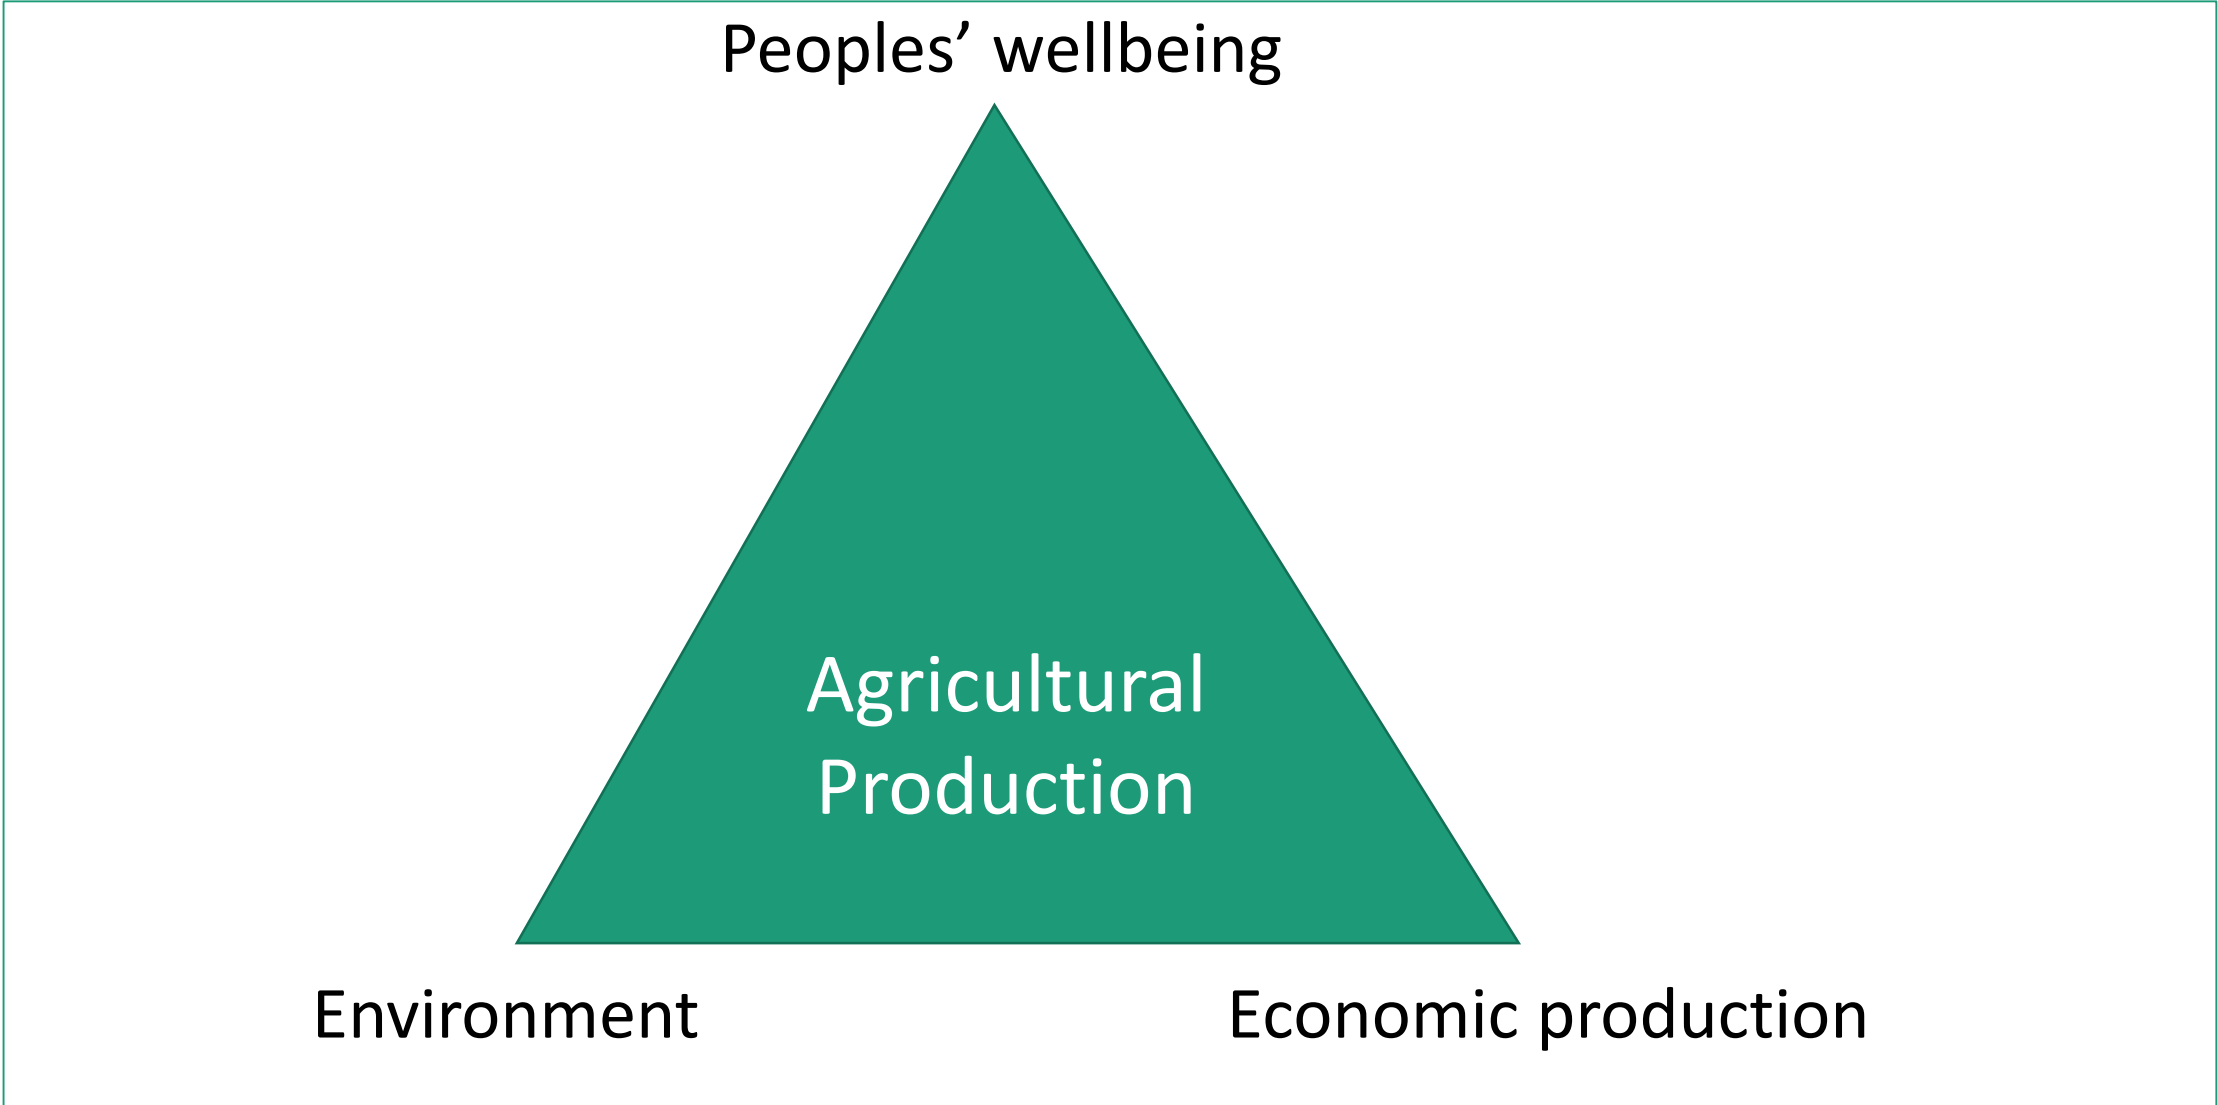 Peoples’ wellbeing
Agricultural
Production
Environment
Economic production